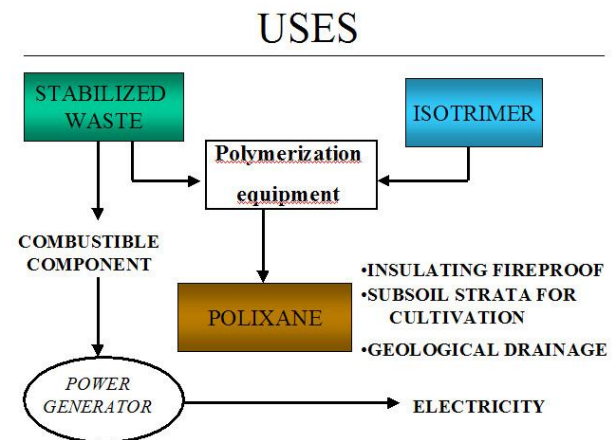 USES
STABILIZED
WASTE
ISOTRIMER
Polymerization
equipment
COMBUSTIBLE
COMPONENT
POLIXANE
•INSULATING FIREPROOF
•SUBSOIL STRATA FOR
CULTIVATION
•GEOLOGICAL DRAINAGE
POWER
GENERATOR
ELECTRICITY